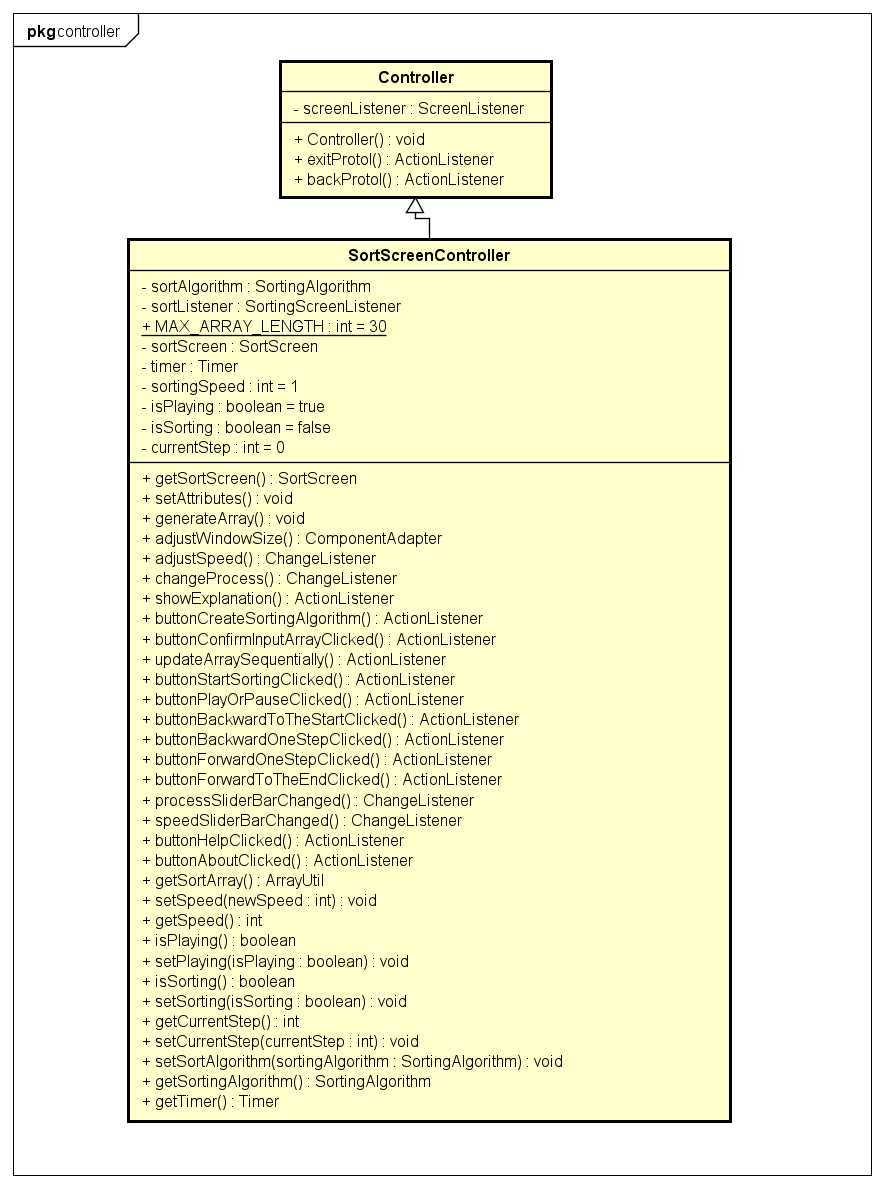 pkg controller
Controller
- screenListener : ScreenListener
+ Controller() : void
+ exitProtol() : ActionListener
+ backProtol() : ActionListener
SortScreenController
- sortAlgorithm : SortingAlgorithm
- sortListener : SortingScreenListener
+ MAX_ARRAY_LENGTH : int = 30
- sortScreen : SortScreen
- timer : Timer
- sortingSpeed : int = 1
- isPlaying : boolean = true
- isSorting : boolean = false
- currentStep : int = 0
+ getSortScreen() : SortScreen
+ setAttributes() : void
+ generateArray() : void
+ adjustWindowSize() : ComponentAdapter
+ adjustSpeed() : ChangeListener
+ changeProcess() : ChangeListener
+ showExplanation() : ActionListener
+ buttonCreateSortingAlgorithm() : ActionListener
+ buttonConfirmInputArrayClicked() : ActionListener
+ updateArraySequentially() : ActionListener
+ buttonStartSortingClicked() : ActionListener
+ buttonPlayOrPauseClicked() : ActionListener
+ buttonBackwardToTheStartClicked() : ActionListener
+ buttonBackwardOneStepClicked() : ActionListener
+ buttonForwardOneStepClicked() : ActionListener
+ buttonForwardToTheEndClicked() : ActionListener
+ processSliderBarChanged() : ChangeListener
+ speedSliderBarChanged() : ChangeListener
+ buttonHelpClicked() : ActionListener
+ buttonAboutClicked() : ActionListener
+ getSortArray() : ArrayUtil
+ setSpeed(newSpeed : int) : void
+ getSpeed() : int
+ isPlaying() : boolean
+ setPlaying(isPlaying : boolean) : void
+ isSorting() : boolean
+ setSorting(isSorting : boolean) : void
+ getCurrentStep() : int
+ setCurrentStep(currentStep : int) : void
+ setSortAlgorithm(sortingAlgorithm : SortingAlgorithm) : void
+ getSortingAlgorithm() : SortingAlgorithm
+ getTimer() : Timer